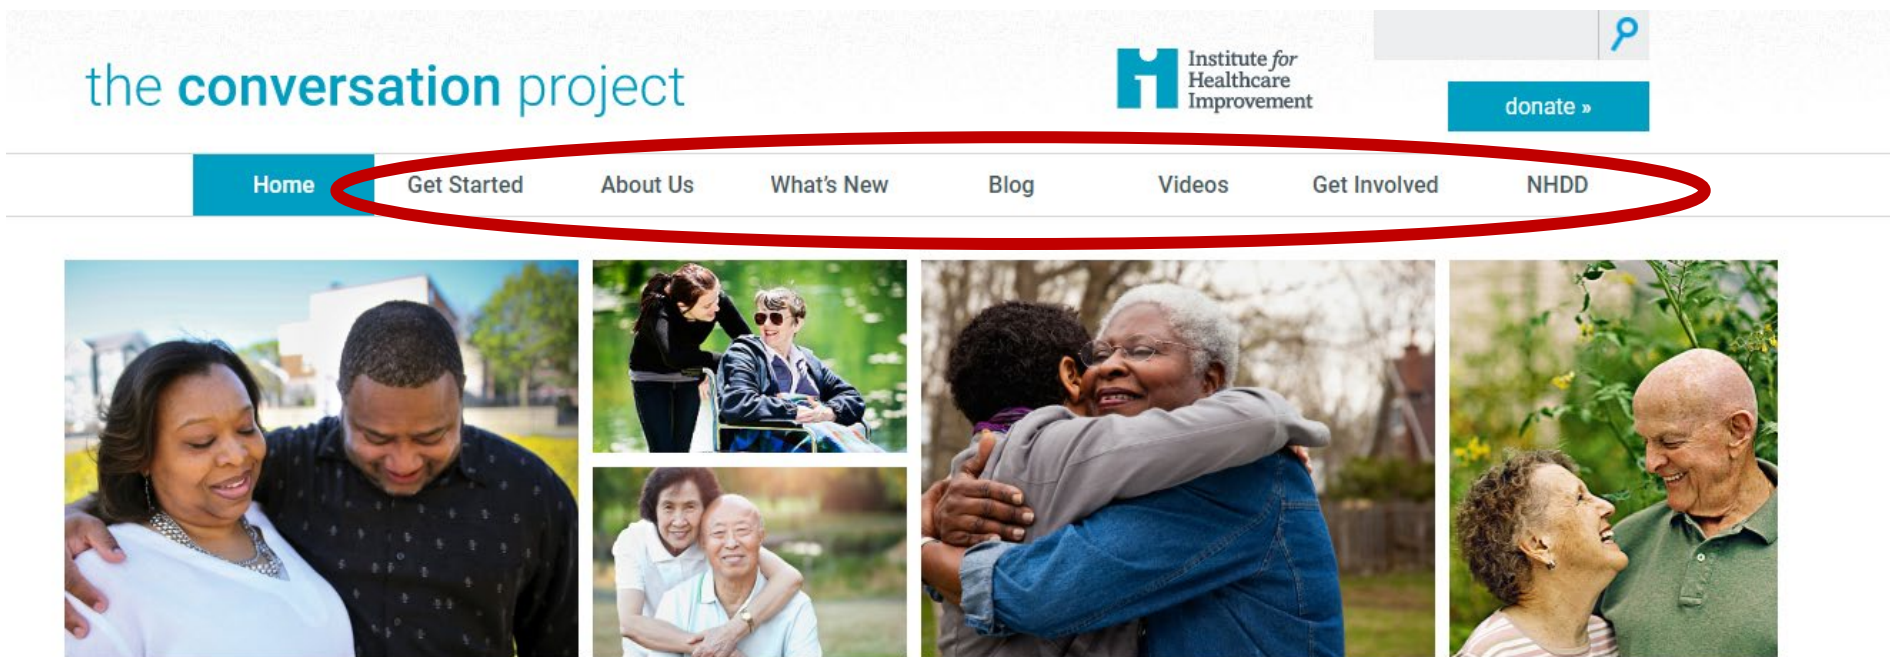 the conversation project
Institute for
Healthcare
Improvement
donate »
Home Get Started About Us What's New Blog Videos Get Involved NHDD